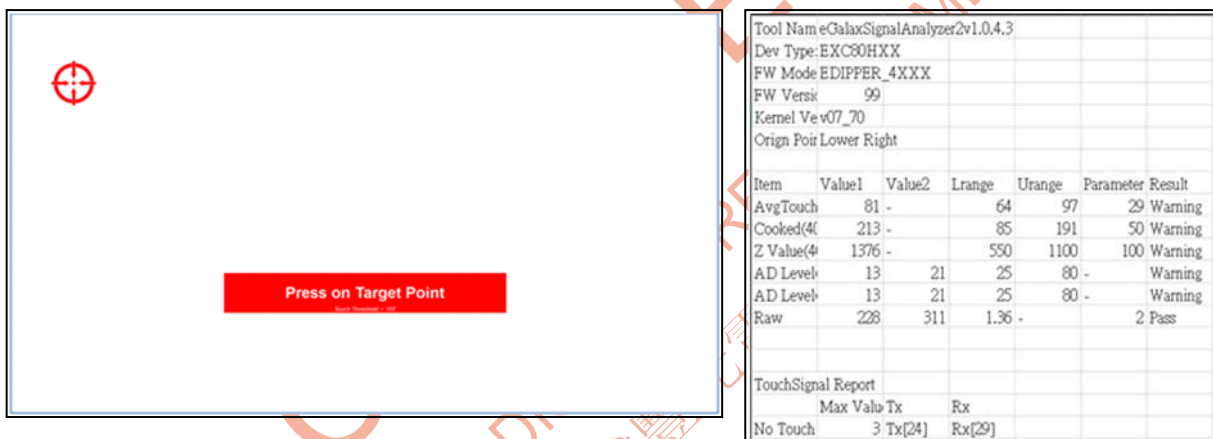 Press on Target Point
Tool Nam eGalaxSignalAnalyzer2v1.0.4.3
Dev Type: EXC80HXX
FW Mode EDIPPER_4XXX
FW Versic 99
Kernel Ve v07_70
Orign Poir Lower Right
Item Value1 Value2 Lrange Urange Parameter Result
AvgTouch 81 - 64 97 29 Warning
Cooked(4( 213 - 85 191 50 Warning
Z Value(4 1376 - 550 1100 100 Warning
AD Level 13 21 25 80 - Warning
AD Level 13 21 25 80 - Warning
Raw 228 311 1.36 - 2 Pass
TouchSignal Report
Max Valu Tx Rx
No Touch 3 Tx[24] Rx[29]